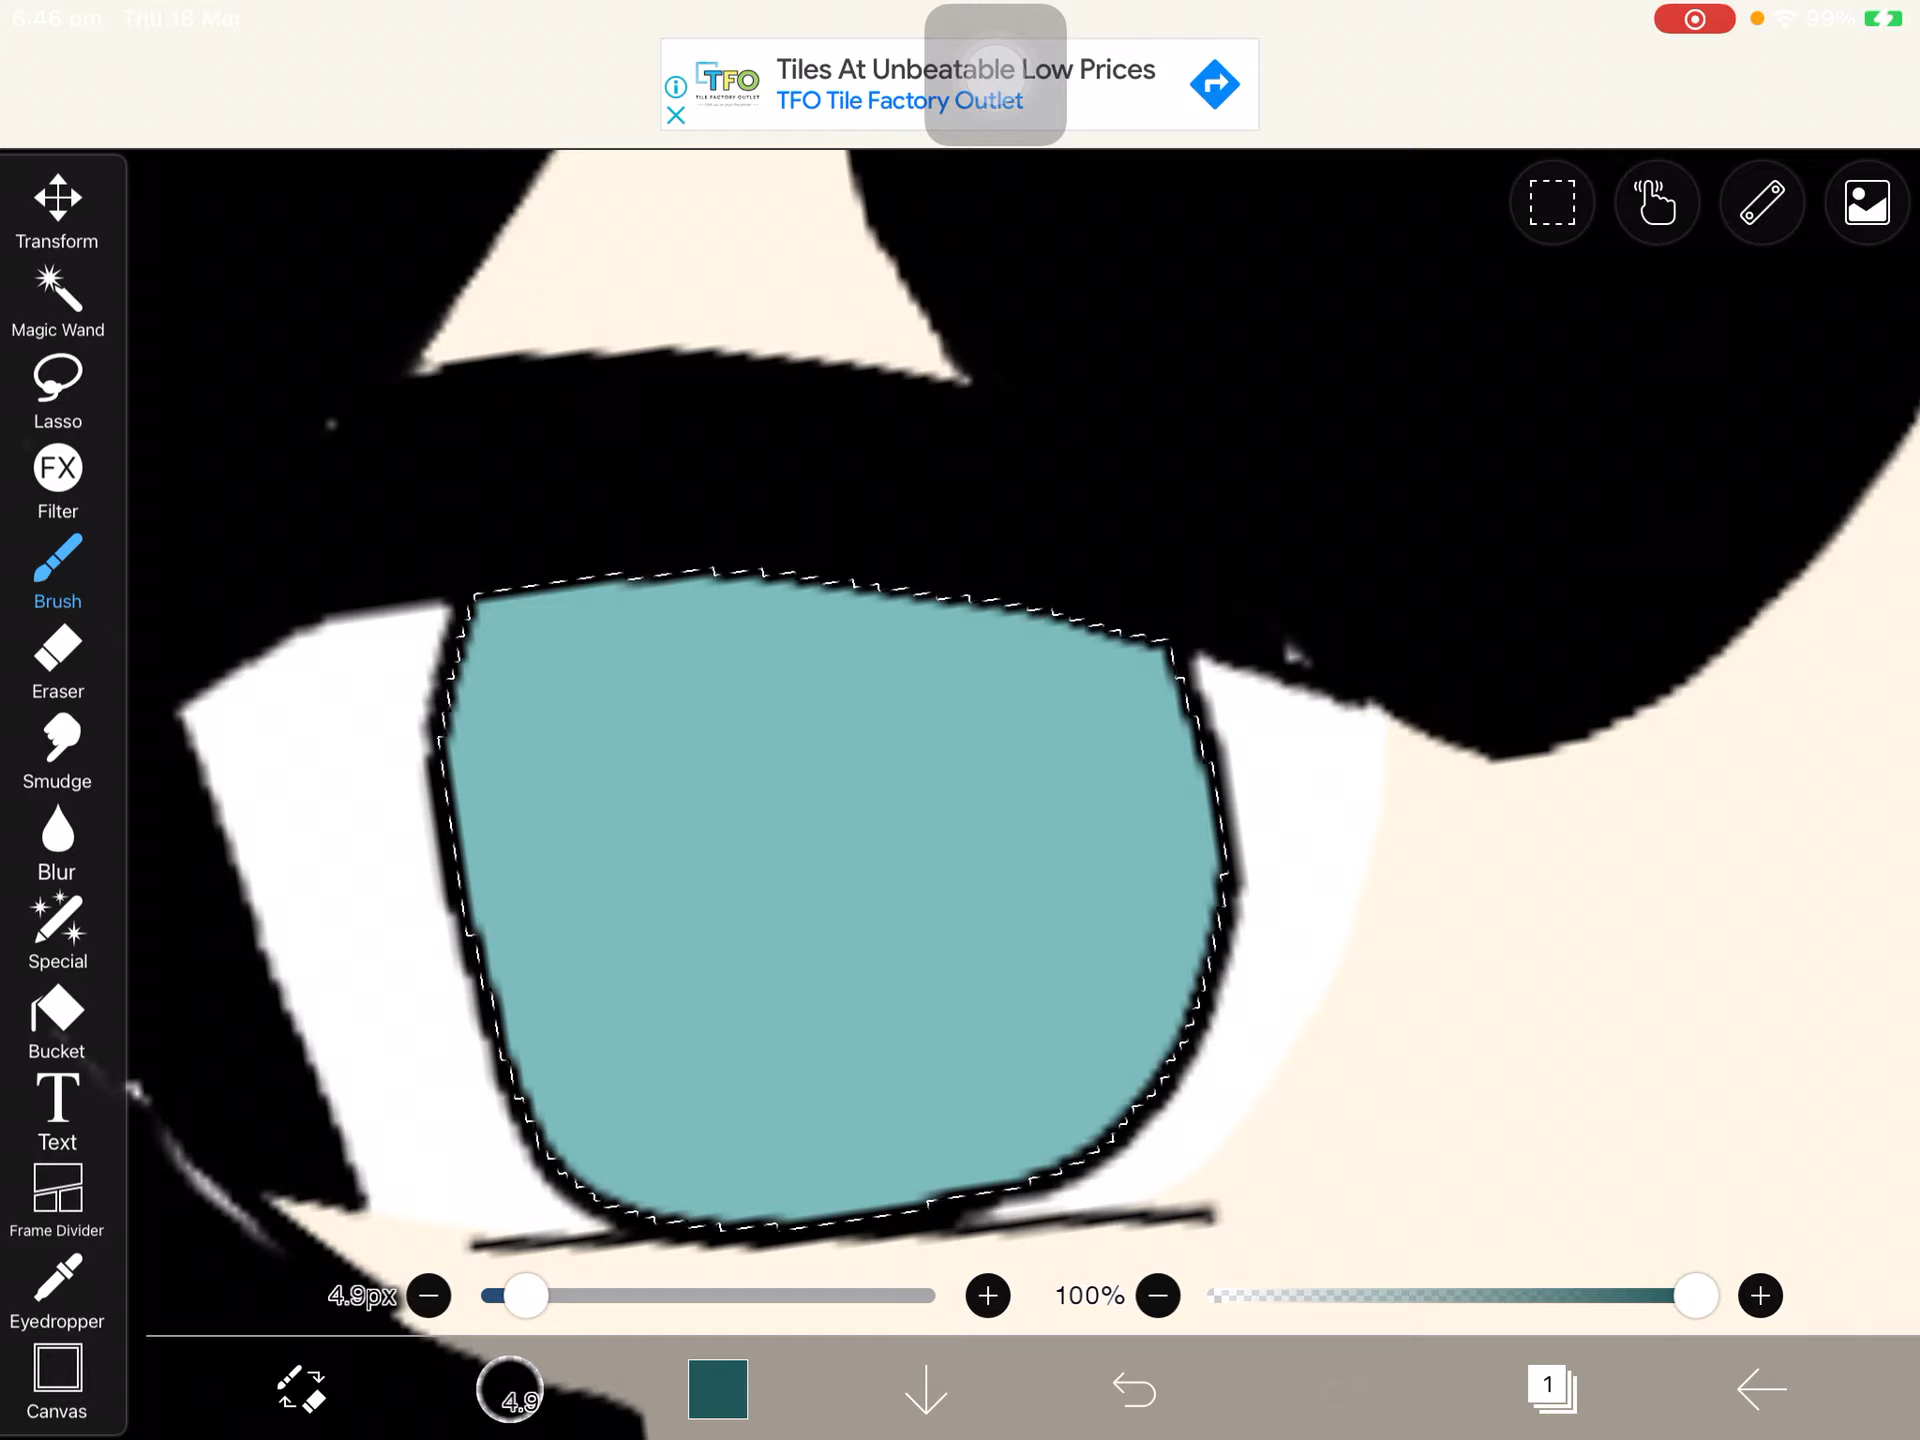 6:46 pm Thu 18 Mar
99%
Tiles At Unbeatable Low Prices
TFO Tile Factory Outlet
TFO
TILE FACTORY OUTLET
Transform
Magic Wand
Lasso
FX
Filter
Brush
Eraser
Smudge
Blur
Special
Bucket
T
Text
Frame Divider
Eyedropper
Canvas
4.9px
100%
4.9
1